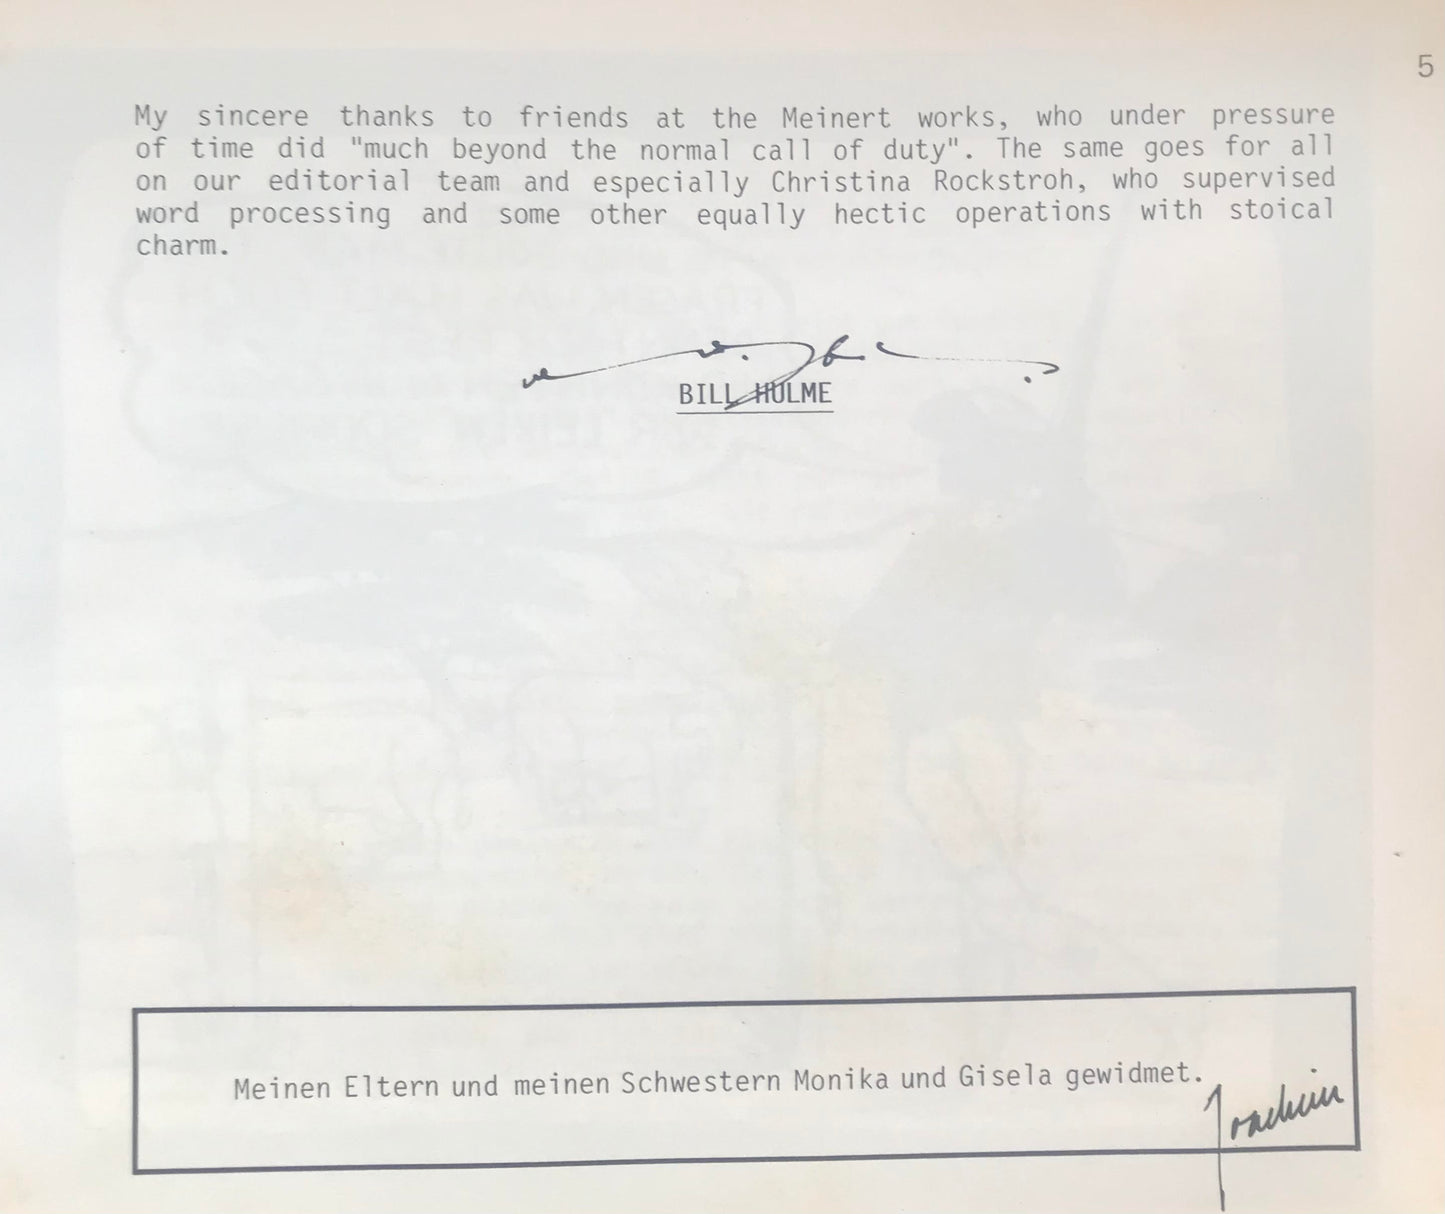 5
My sincere thanks to friends at the Meinert works, who under pressure
of time did "much beyond the normal call of duty". The same goes for all
on our editorial team and especially Christina Rockstroh, who supervised
word processing and some other equally hectic operations with stoical
charm.
BILL HULME
Meinen Eltern und meinen Schwestern Monika und Gisela gewidmet.
Joachim